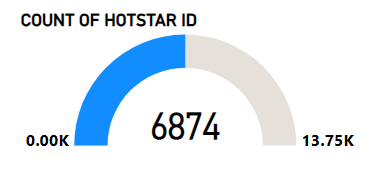 COUNT OF HOTSTAR ID
6874
0.00K 13.75K